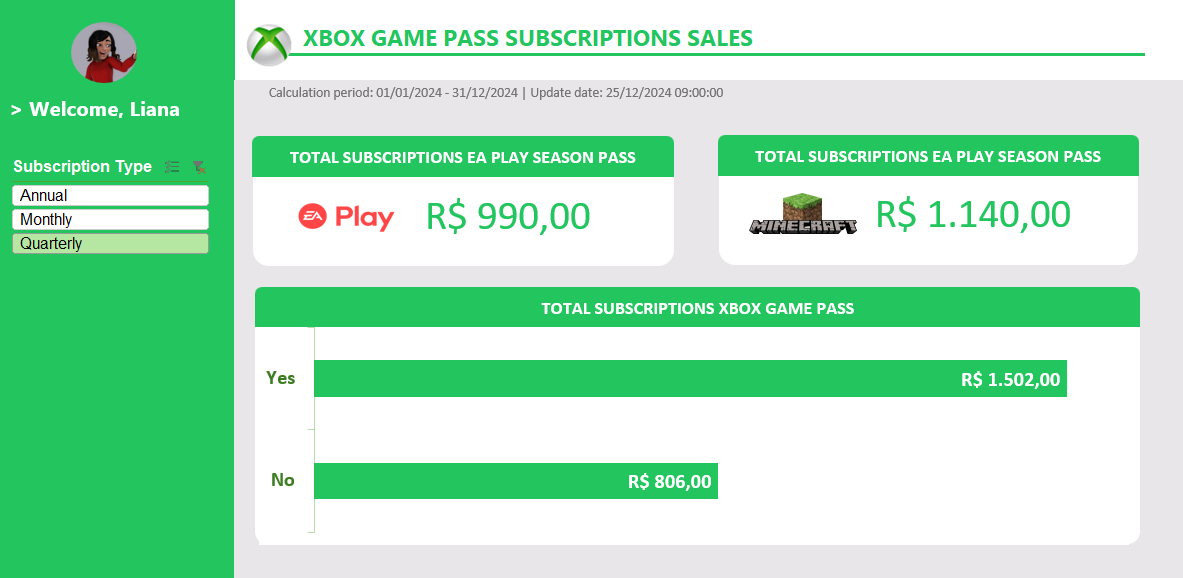 > Welcome, Liana
Subscription Type
Annual
Monthly
Quarterly
XBOX GAME PASS SUBSCRIPTIONS SALES
Calculation period: 01/01/2024 - 31/12/2024 | Update date: 25/12/2024 09:00:00
TOTAL SUBSCRIPTIONS EA PLAY SEASON PASS
EA Play R$ 990,00
TOTAL SUBSCRIPTIONS EA PLAY SEASON PASS
MINECRAFT R$ 1.140,00
TOTAL SUBSCRIPTIONS XBOX GAME PASS
Yes R$ 1.502,00
No R$ 806,00